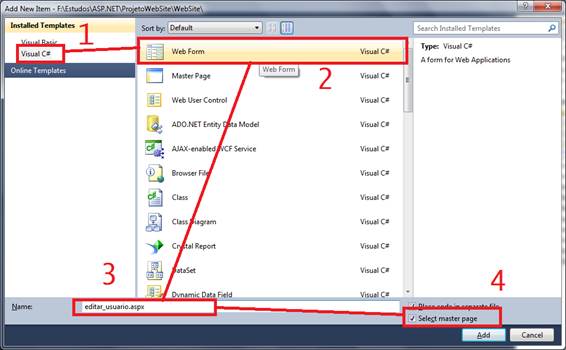 Add New Item - F:\Estudos\ASP.NET\ProjetoWebSite\WebSite\
Installed Templates
Visual Basic
Visual C#
Online Templates
Sort by: Default
Search Installed Templates
Web Form Visual C#
Type: Visual C#
A form for Web Applications
Master Page Visual C#
Web Form
Web User Control Visual C#
ADO.NET Entity Data Model Visual C#
AJAX-enabled WCF Service Visual C#
Browser File Visual C#
Class Visual C#
Class Diagram Visual C#
Crystal Report Visual C#
DataSet Visual C#
Dynamic Data Field Visual C#
1
2
3
4
Name: editar_usuario.aspx
Place code in separate file
Select master page
Add Cancel